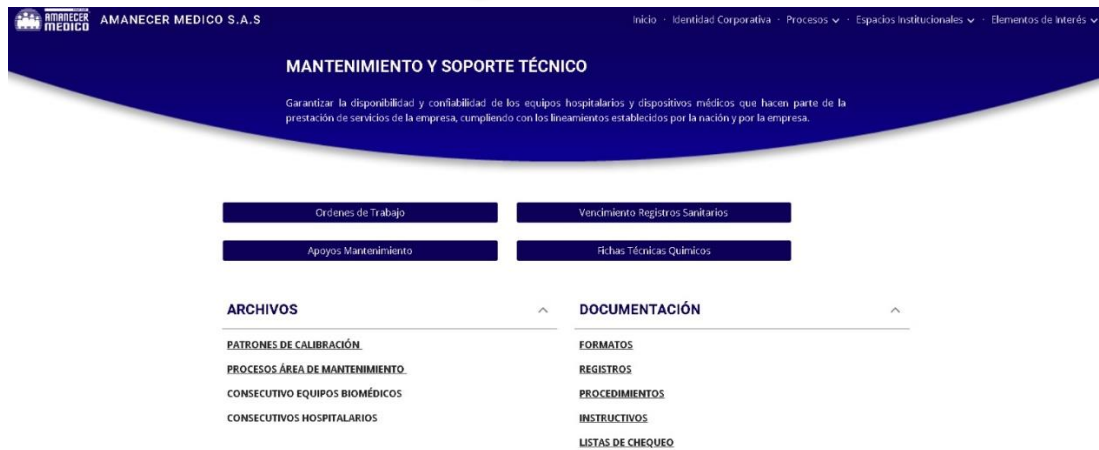 AMANECER MEDICO
AMANECER MEDICO S.A.S
Inicio · Identidad Corporativa · Procesos · Espacios Institucionales · Elementos de Interés
MANTENIMIENTO Y SOPORTE TÉCNICO
Garantizar la disponibilidad y confiabilidad de los equipos hospitalarios y dispositivos médicos que hacen parte de la
prestación de servicios de la empresa, cumpliendo con los lineamientos establecidos por la nación y por la empresa.
Ordenes de Trabajo
Vencimiento Registros Sanitarios
Apoyos Mantenimiento
Fichas Técnicas Quimicos
ARCHIVOS
PATRONES DE CALIBRACIÓN
PROCESOS ÁREA DE MANTENIMIENTO
CONSECUTIVO EQUIPOS BIOMÉDICOS
CONSECUTIVOS HOSPITALARIOS
DOCUMENTACIÓN
FORMATOS
REGISTROS
PROCEDIMIENTOS
INSTRUCTIVOS
LISTAS DE CHEQUEO